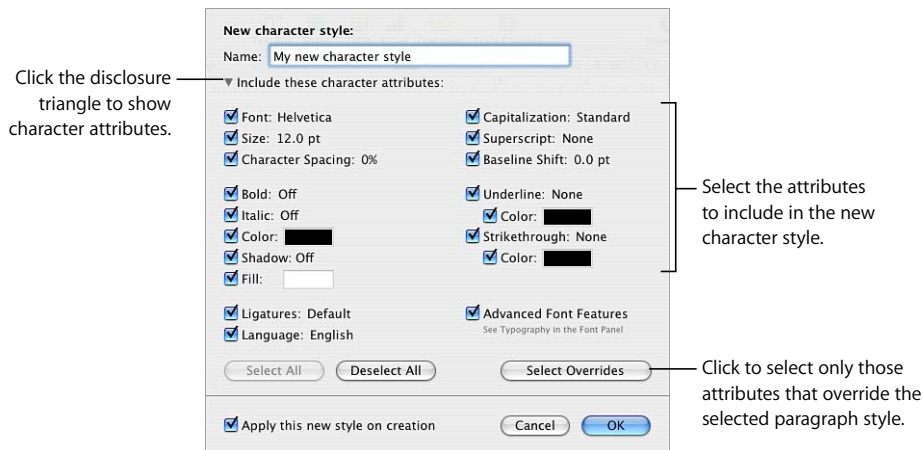 New character style:
Name: My new character style
Click the disclosure
triangle to show
character attributes.
Include these character attributes:
Font: Helvetica
Size: 12.0 pt
Character Spacing: 0%
Capitalization: Standard
Superscript: None
Baseline Shift: 0.0 pt
Bold: Off
Italic: Off
Color:
Shadow: Off
Fill:
Underline: None
Color:
Strikethrough: None
Color:
Select the attributes
to include in the new
character style.
Ligatures: Default
Language: English
Advanced Font Features
See Typography in the Font Panel
Select All
Deselect All
Select Overrides
Click to select only those
attributes that override the
selected paragraph style.
Apply this new style on creation
Cancel
OK